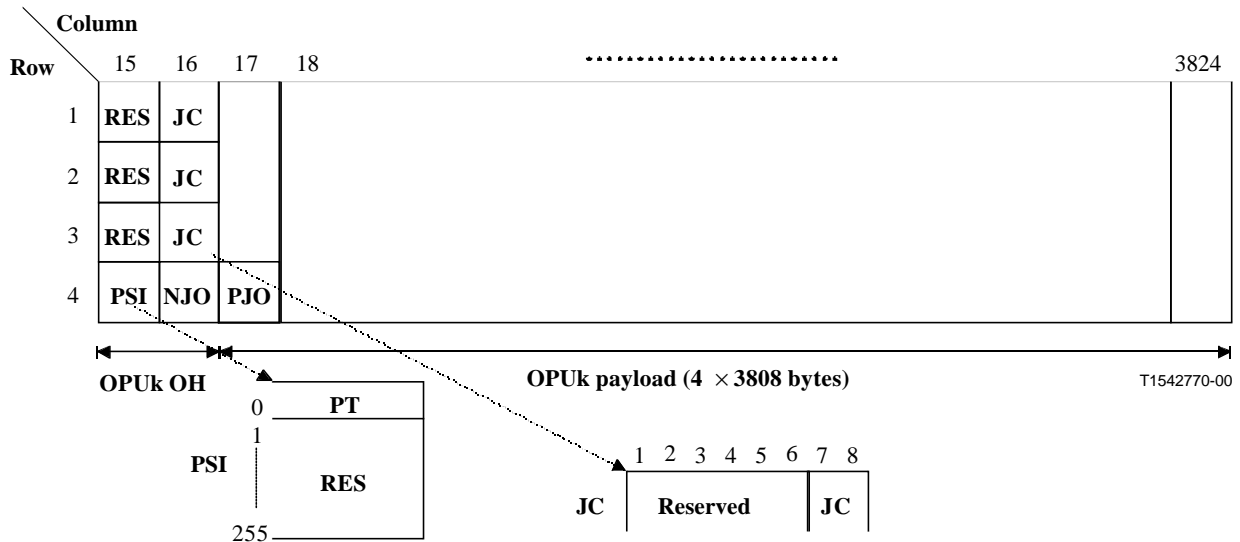 Column
Row 15 16 17 18 3824
1 RES JC
2 RES JC
3 RES JC
4 PSI NJO PJO
OPUk OH OPUk payload (4 × 3808 bytes) T1542770-00
0 PT
1
PSI RES
255
1 2 3 4 5 6 7 8
JC Reserved JC